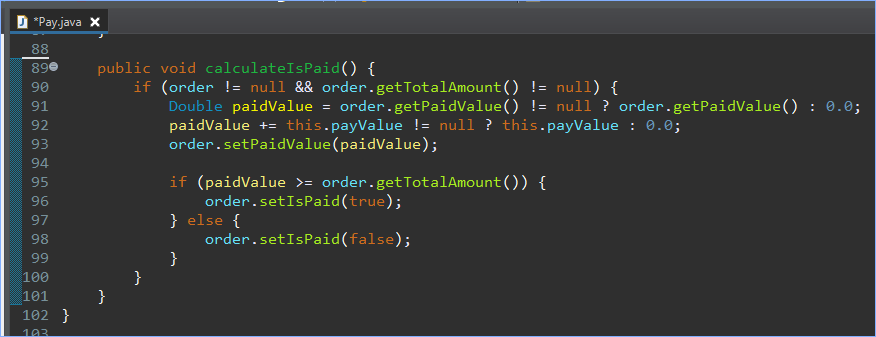 *Pay.java
88
89 public void calculateIsPaid() {
90 if (order != null && order.getTotalAmount() != null) {
91 Double paidValue = order.getPaidValue() != null ? order.getPaidValue() : 0.0;
92 paidValue += this.payValue != null ? this.payValue : 0.0;
93 order.setPaidValue(paidValue);
94
95 if (paidValue >= order.getTotalAmount()) {
96 order.setIsPaid(true);
97 } else {
98 order.setIsPaid(false);
99 }
100 }
101 }
102 }
103